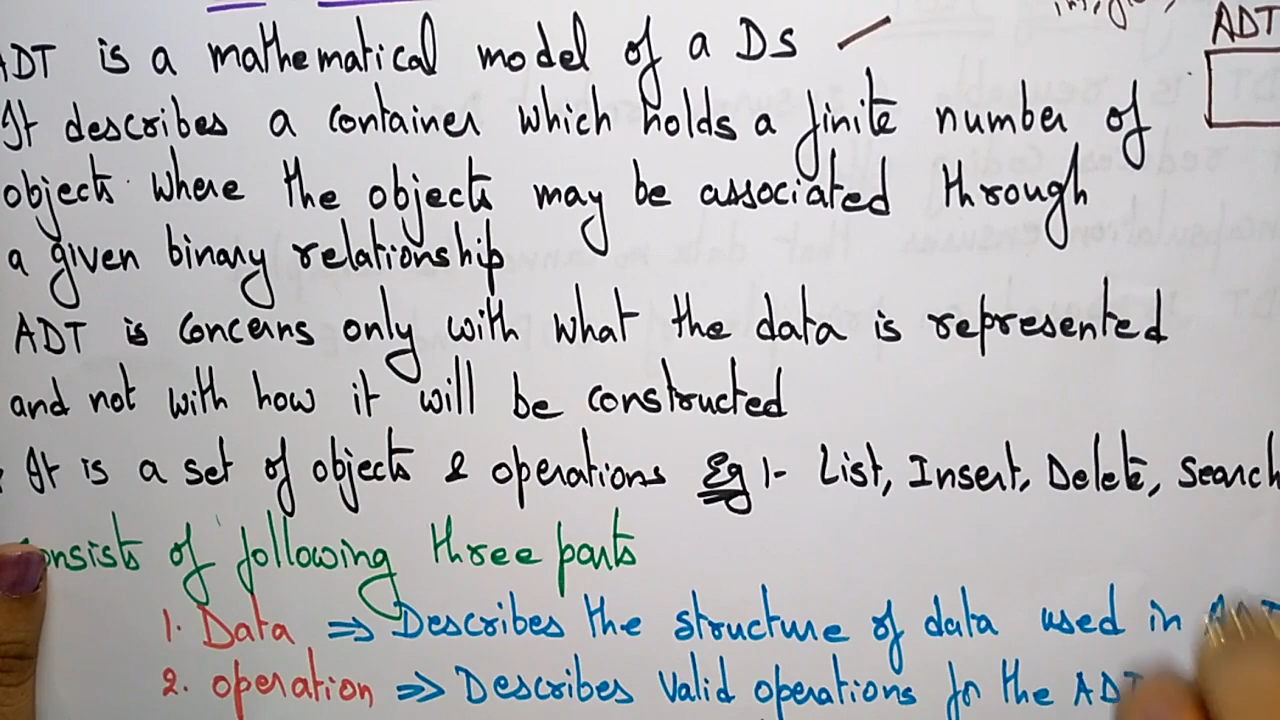 ADT
ADT is a mathematical model of a DS
It describes a container which holds a finite number of
objects where the objects may be associated through
a given binary relationship
ADT is concerns only with what the data is represented
and not with how it will be constructed
It is a set of objects & operations Eg :- List, Insert, Delete, Search
consists of following three parts
1. Data ⇒ Describes the structure of data used in
2. operation ⇒ Describes valid operations for the ADT